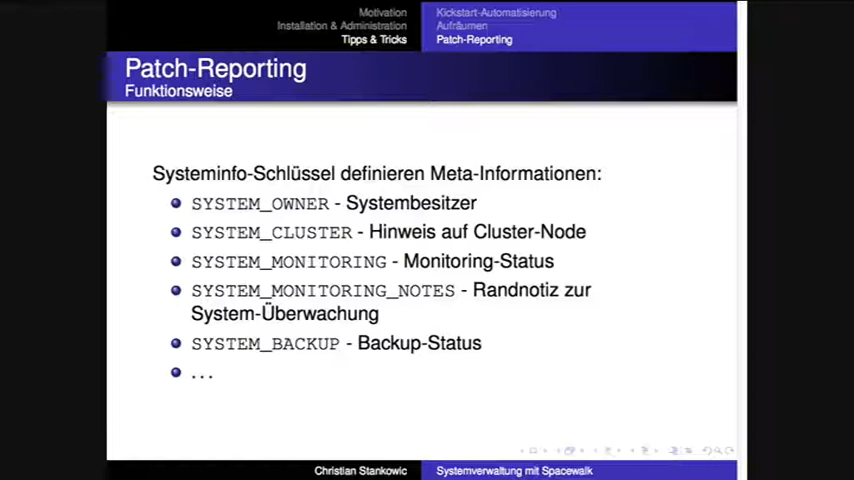 Motivation
Installation & Administration
Tipps & Tricks
Kickstart-Automatisierung
Aufräumen
Patch-Reporting
Patch-Reporting
Funktionsweise
Systeminfo-Schlüssel definieren Meta-Informationen:
SYSTEM_OWNER - Systembesitzer
SYSTEM_CLUSTER - Hinweis auf Cluster-Node
SYSTEM_MONITORING - Monitoring-Status
SYSTEM_MONITORING_NOTES - Randnotiz zur
System-Überwachung
SYSTEM_BACKUP - Backup-Status
...
Christian Stankowic
Systemverwaltung mit Spacewalk